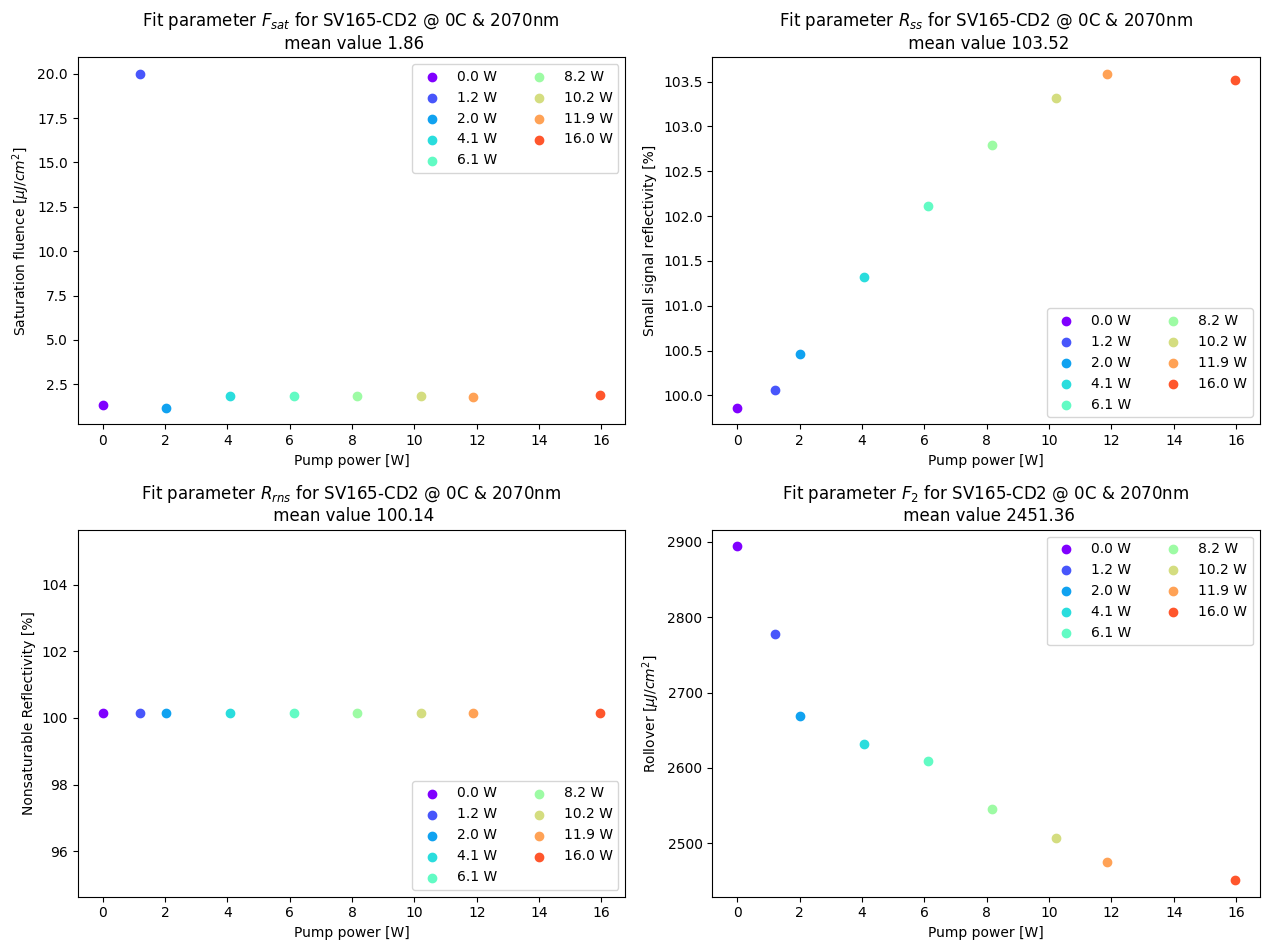 Fit parameter F_sat for SV165-CD2 @ 0C & 2070nm
mean value 1.86
Saturation fluence [μJ/cm²]
20.0
17.5
15.0
12.5
10.0
7.5
5.0
2.5
0 2 4 6 8 10 12 14 16
Pump power [W]
0.0 W
1.2 W
2.0 W
4.1 W
6.1 W
8.2 W
10.2 W
11.9 W
16.0 W
Fit parameter R_ss for SV165-CD2 @ 0C & 2070nm
mean value 103.52
Small signal reflectivity [%]
103.5
103.0
102.5
102.0
101.5
101.0
100.5
100.0
0 2 4 6 8 10 12 14 16
Pump power [W]
0.0 W
1.2 W
2.0 W
4.1 W
6.1 W
8.2 W
10.2 W
11.9 W
16.0 W
Fit parameter R_rns for SV165-CD2 @ 0C & 2070nm
mean value 100.14
Nonsaturable Reflectivity [%]
104
102
100
98
96
0 2 4 6 8 10 12 14 16
Pump power [W]
0.0 W
1.2 W
2.0 W
4.1 W
6.1 W
8.2 W
10.2 W
11.9 W
16.0 W
Fit parameter F_2 for SV165-CD2 @ 0C & 2070nm
mean value 2451.36
Rollover [μJ/cm²]
2900
2800
2700
2600
2500
0 2 4 6 8 10 12 14 16
Pump power [W]
0.0 W
1.2 W
2.0 W
4.1 W
6.1 W
8.2 W
10.2 W
11.9 W
16.0 W